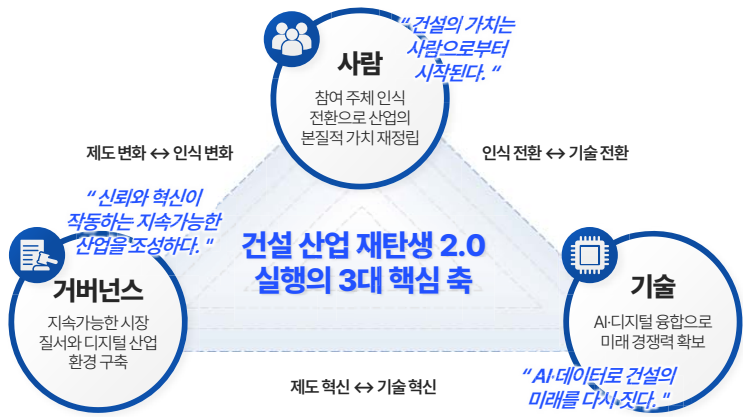 “ 건설의 가치는
사람으로부터
시작된다. “
사람
참여 주체 인식
전환으로 산업의
본질적 가치 재정립
제도 변화 ↔ 인식 변화
인식 전환 ↔ 기술 전환
“ 신뢰와 혁신이
작동하는 지속가능한
산업을 조성하다. "
건설 산업 재탄생 2.0
실행의 3대 핵심 축
거버넌스
지속가능한 시장
질서와 디지털 산업
환경 구축
기술
AI·디지털 융합으로
미래 경쟁력 확보
“ AI·데이터로 건설의
미래를 다시 짓다. "
제도 혁신 ↔ 기술 혁신